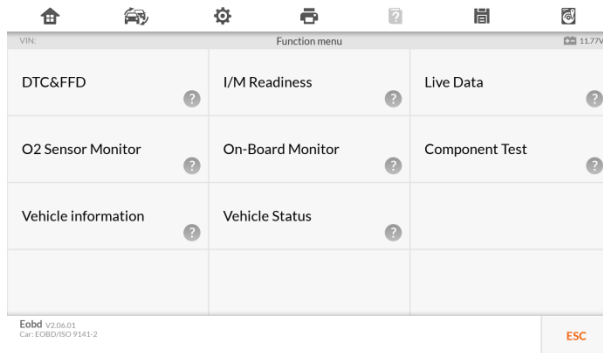 VIN:
Function menu
11.77V
DTC&FFD
I/M Readiness
Live Data
O2 Sensor Monitor
On-Board Monitor
Component Test
Vehicle information
Vehicle Status
Eobd V2.06.01
Car: EOBD/ISO 9141-2
ESC